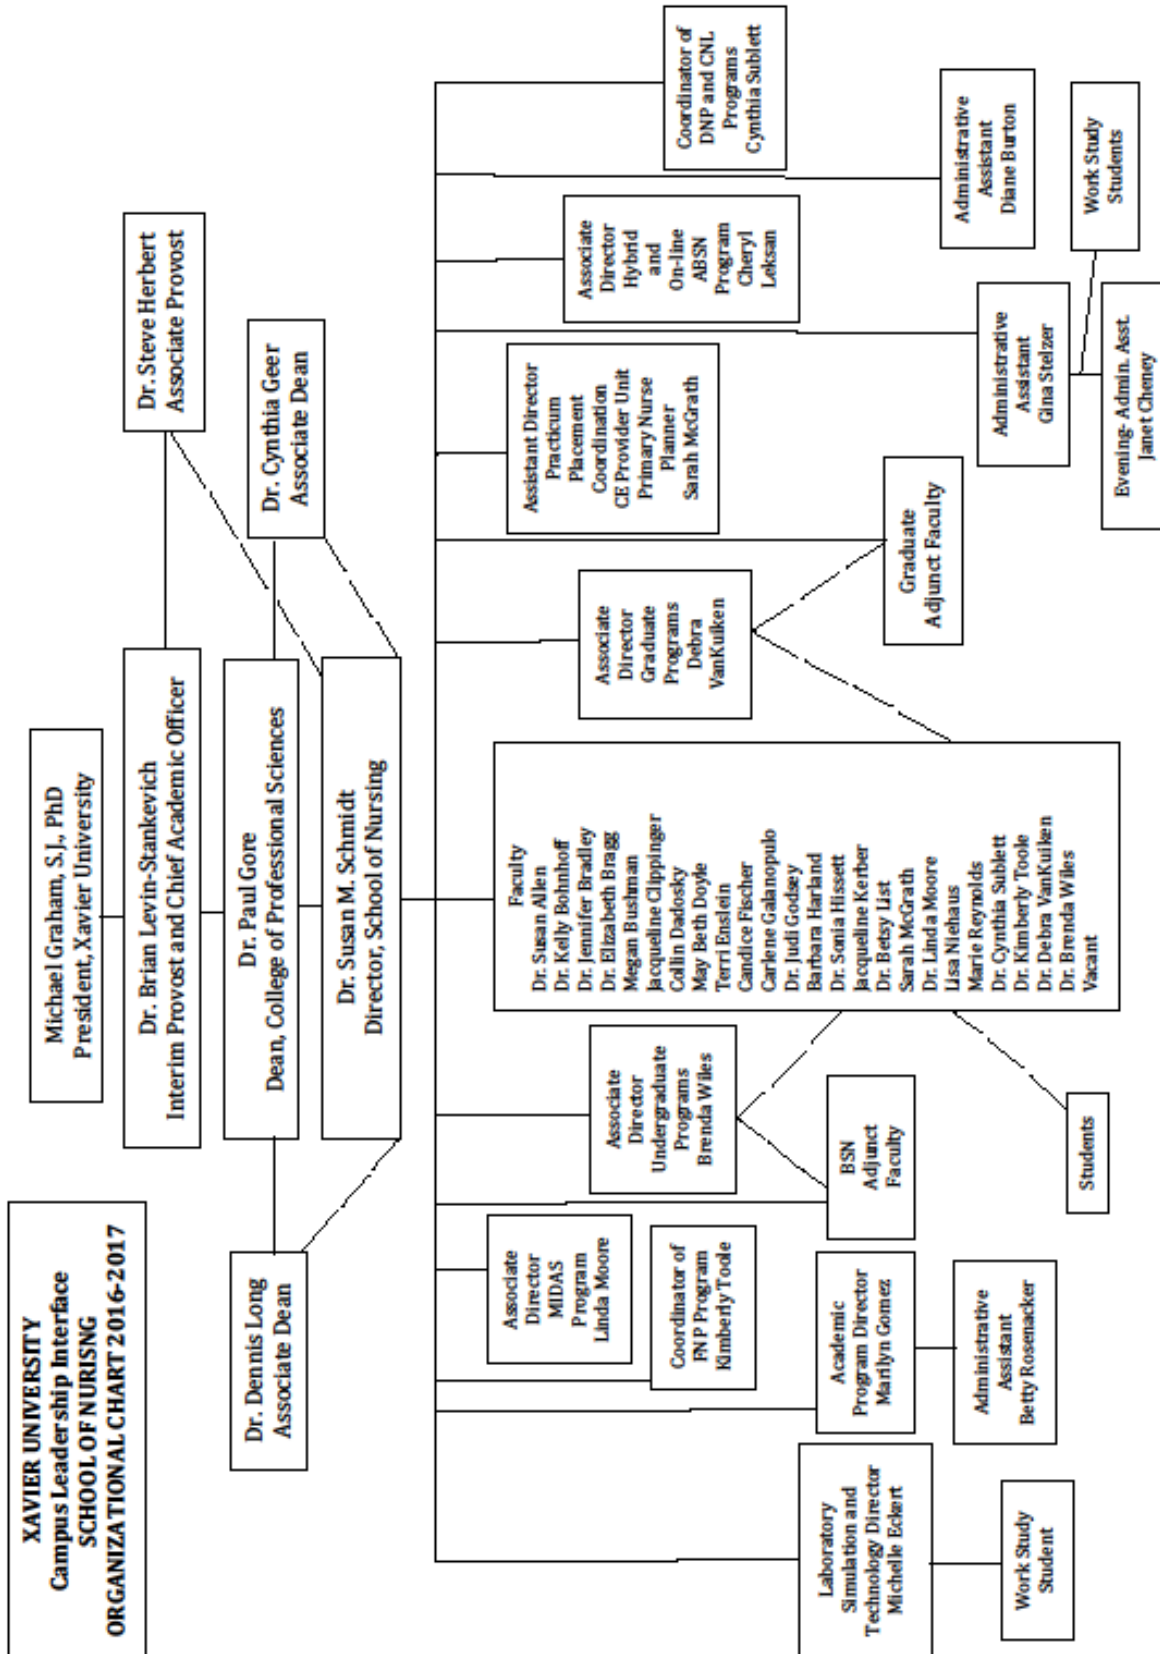 XAVIER UNIVERSITY
Campus Leadership Interface
SCHOOL OF NURISNG
ORGANIZATIONAL CHART 2016-2017
Michael Graham, S.J., PhD
President, Xavier University
Dr. Brian Levin-Stankevich
Interim Provost and Chief Academic Officer
Dr. Steve Herbert
Associate Provost
Dr. Paul Gore
Dean, College of Professional Sciences
Dr. Dennis Long
Associate Dean
Dr. Cynthia Geer
Associate Dean
Dr. Susan M. Schmidt
Director, School of Nursing
Laboratory
Simulation and
Technology Director
Michelle Eckert
Work Study
Student
Academic
Program Director
Marilyn Gomez
Administrative
Assistant
Betty Rosenacker
Coordinator of
FNP Program
Kimberly Toole
Associate
Director
MIDAS
Program
Linda Moore
BSN
Adjunct
Faculty
Associate
Director
Undergraduate
Programs
Brenda Wiles
Students
Faculty
Dr. Susan Allen
Dr. Kelly Bohnhoff
Dr. Jennifer Bradley
Dr. Elizabeth Bragg
Megan Bushman
Jacqueline Clippinger
Collin Dadosky
May Beth Doyle
Terri Enslein
Candice Fischer
Carlene Galanopulo
Dr. Judi Godsey
Barbara Harland
Dr. Sonia Hissett
Jacqueline Kerber
Dr. Betsy List
Sarah McGrath
Dr. Linda Moore
Lisa Niehaus
Marie Reynolds
Dr. Cynthia Sublett
Dr. Kimberly Toole
Dr. Debra VanKuiken
Dr. Brenda Wiles
Vacant
Associate
Director
Graduate
Programs
Debra
VanKuiken
Graduate
Adjunct Faculty
Assistant Director
Practicum
Placement
Coordination
CE Provider Unit
Primary Nurse
Planner
Sarah McGrath
Administrative
Assistant
Gina Stelzer
Evening- Admin. Asst.
Janet Cheney
Work Study
Students
Associate
Director
Hybrid
and
On-line
ABSN
Program
Cheryl
Leksan
Administrative
Assistant
Diane Burton
Coordinator of
DNP and CNL
Programs
Cynthia Sublett